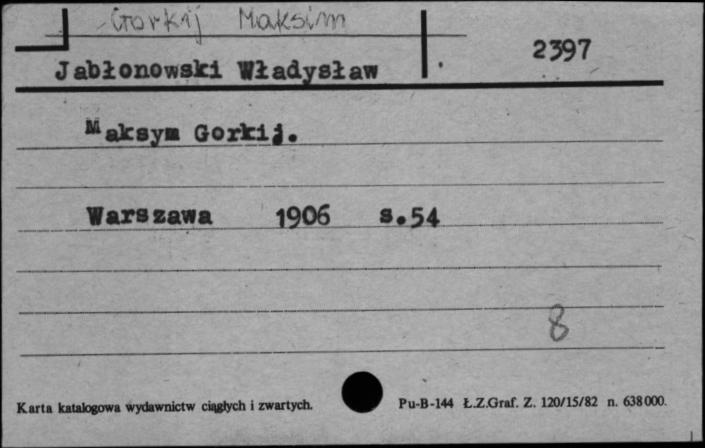 Gorkij Maksim
2397
Jabłonowski Władysław
Maksym Gorkij.
Warszawa 1906 s.54
8
Karta katalogowa wydawnictw ciągłych i zwartych.
Pu-B-144 Ł.Z.Graf. Z. 120/15/82 n. 638000.